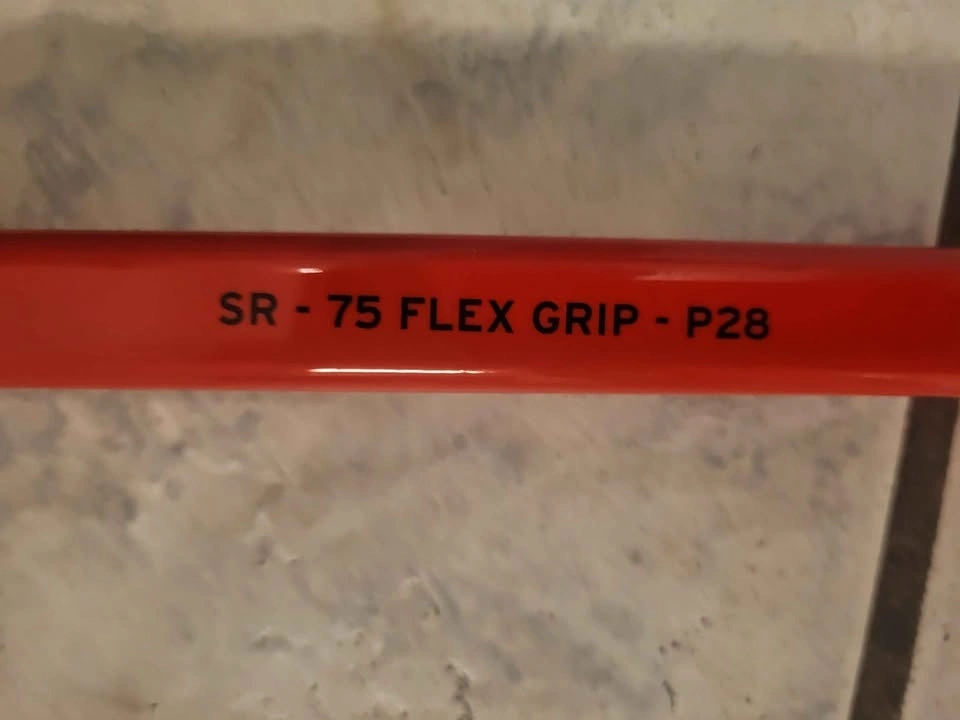 SR - 75 FLEX GRIP - P28